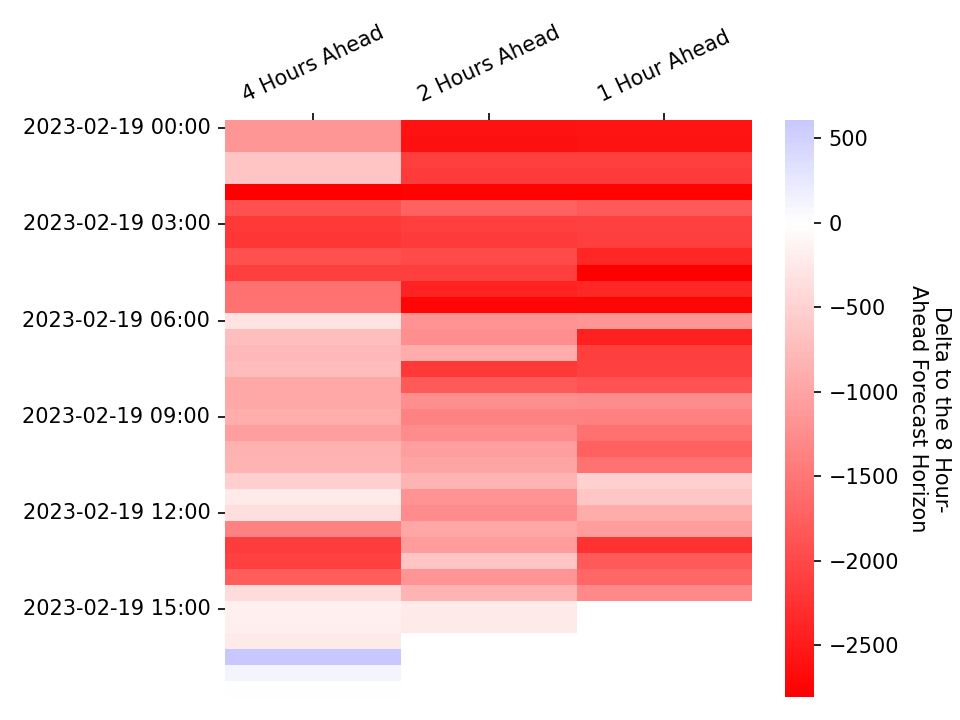 4 Hours Ahead
2 Hours Ahead
1 Hour Ahead
2023-02-19 00:00
2023-02-19 03:00
2023-02-19 06:00
2023-02-19 09:00
2023-02-19 12:00
2023-02-19 15:00
500
0
−500
−1000
−1500
−2000
−2500
Delta to the 8 Hour-
Ahead Forecast Horizon